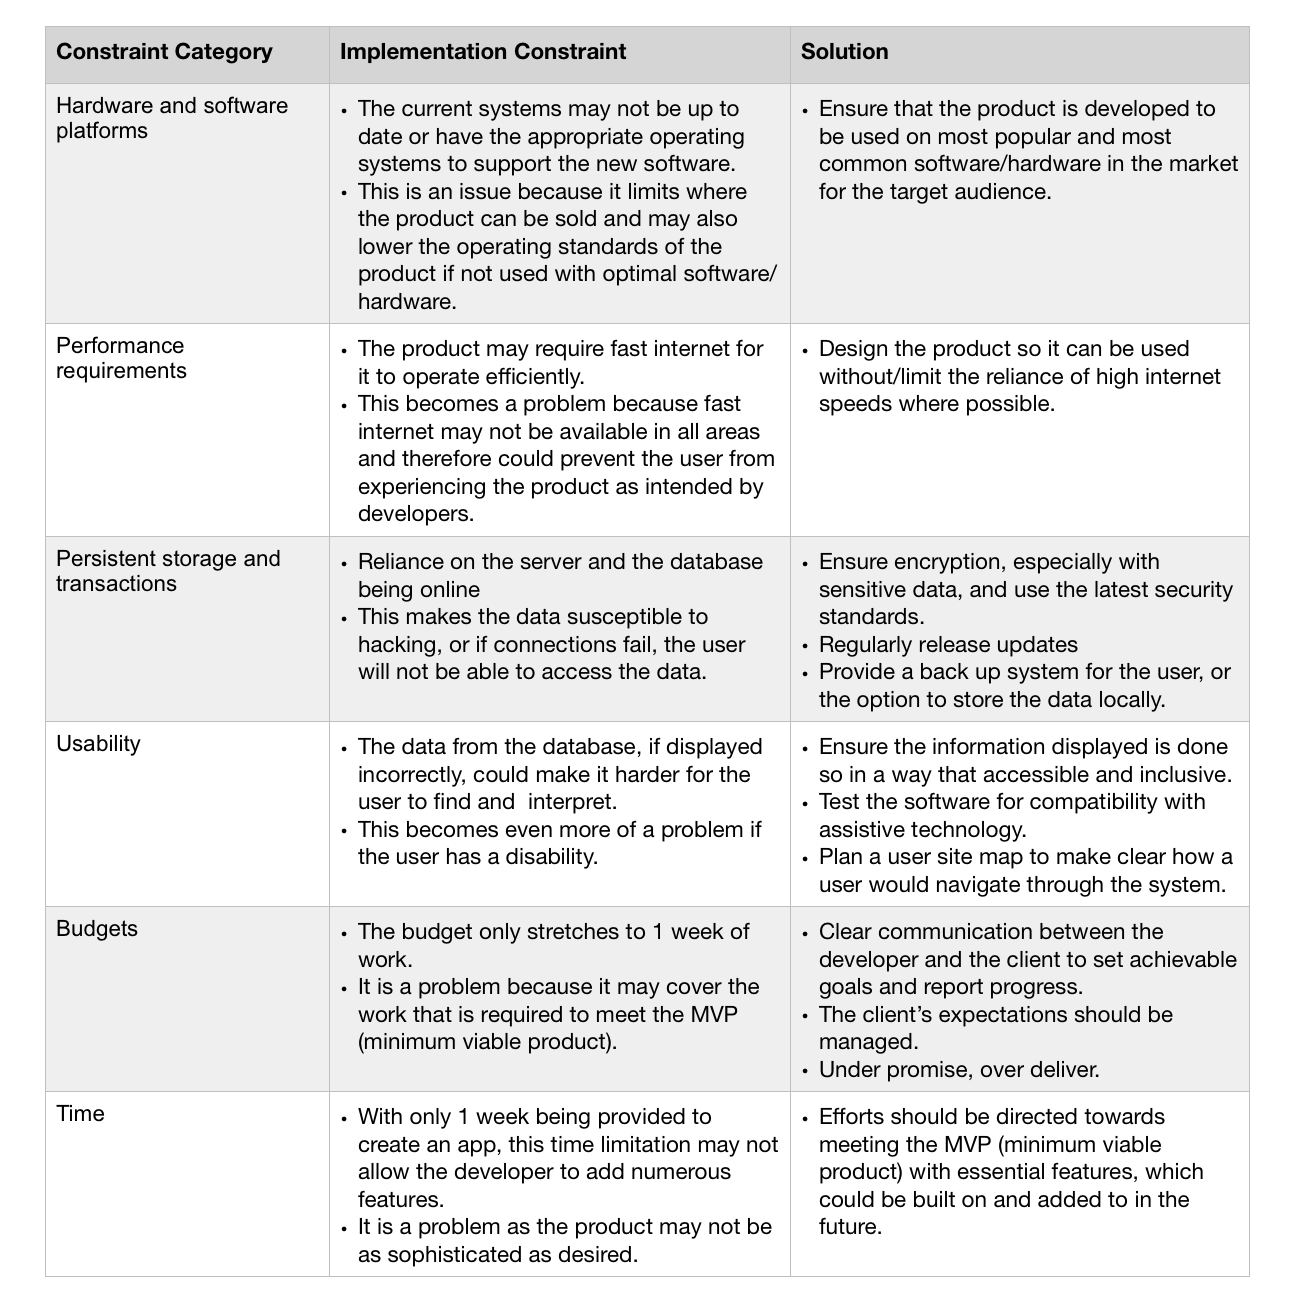 Constraint Category
Implementation Constraint
Solution
Hardware and software
platforms
• The current systems may not be up to
date or have the appropriate operating
systems to support the new software.
• This is an issue because it limits where
the product can be sold and may also
lower the operating standards of the
product if not used with optimal software/
hardware.
• Ensure that the product is developed to
be used on most popular and most
common software/hardware in the market
for the target audience.
Performance
requirements
• The product may require fast internet for
it to operate efficiently.
• This becomes a problem because fast
internet may not be available in all areas
and therefore could prevent the user from
experiencing the product as intended by
developers.
• Design the product so it can be used
without/limit the reliance of high internet
speeds where possible.
Persistent storage and
transactions
• Reliance on the server and the database
being online
• This makes the data susceptible to
hacking, or if connections fail, the user
will not be able to access the data.
• Ensure encryption, especially with
sensitive data, and use the latest security
standards.
• Regularly release updates
• Provide a back up system for the user, or
the option to store the data locally.
Usability
• The data from the database, if displayed
incorrectly, could make it harder for the
user to find and  interpret.
• This becomes even more of a problem if
the user has a disability.
• Ensure the information displayed is done
so in a way that accessible and inclusive.
• Test the software for compatibility with
assistive technology.
• Plan a user site map to make clear how a
user would navigate through the system.
Budgets
• The budget only stretches to 1 week of
work.
• It is a problem because it may cover the
work that is required to meet the MVP
(minimum viable product).
• Clear communication between the
developer and the client to set achievable
goals and report progress.
• The client’s expectations should be
managed.
• Under promise, over deliver.
Time
• With only 1 week being provided to
create an app, this time limitation may not
allow the developer to add numerous
features.
• It is a problem as the product may not be
as sophisticated as desired.
• Efforts should be directed towards
meeting the MVP (minimum viable
product) with essential features, which
could be built on and added to in the
future.